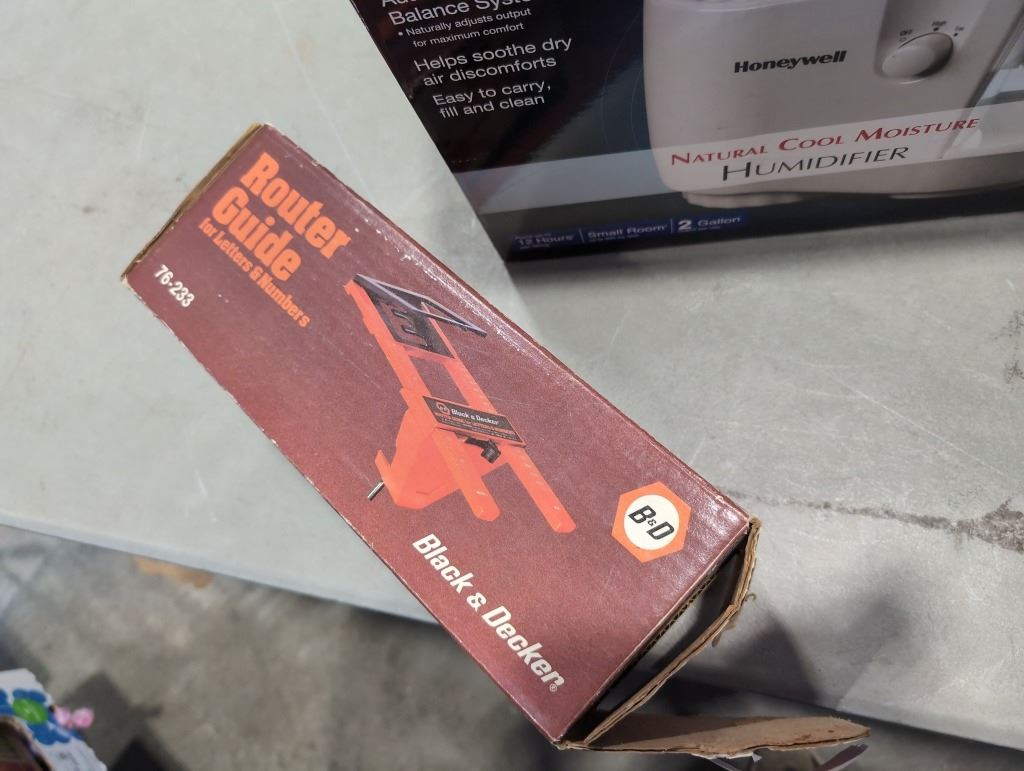 Balance Syste
• Naturally adjusts output
for maximum comfort
Helps soothe dry
air discomforts
Easy to carry,
fill and clean
Honeywell
OFF
High
NATURAL COOL MOISTURE
HUMIDIFIER
12 Hours
Small Room
2 Gallon
Router
Guide
for Letters & Numbers
76-233
Black & Decker
B&D
Black & Decker®